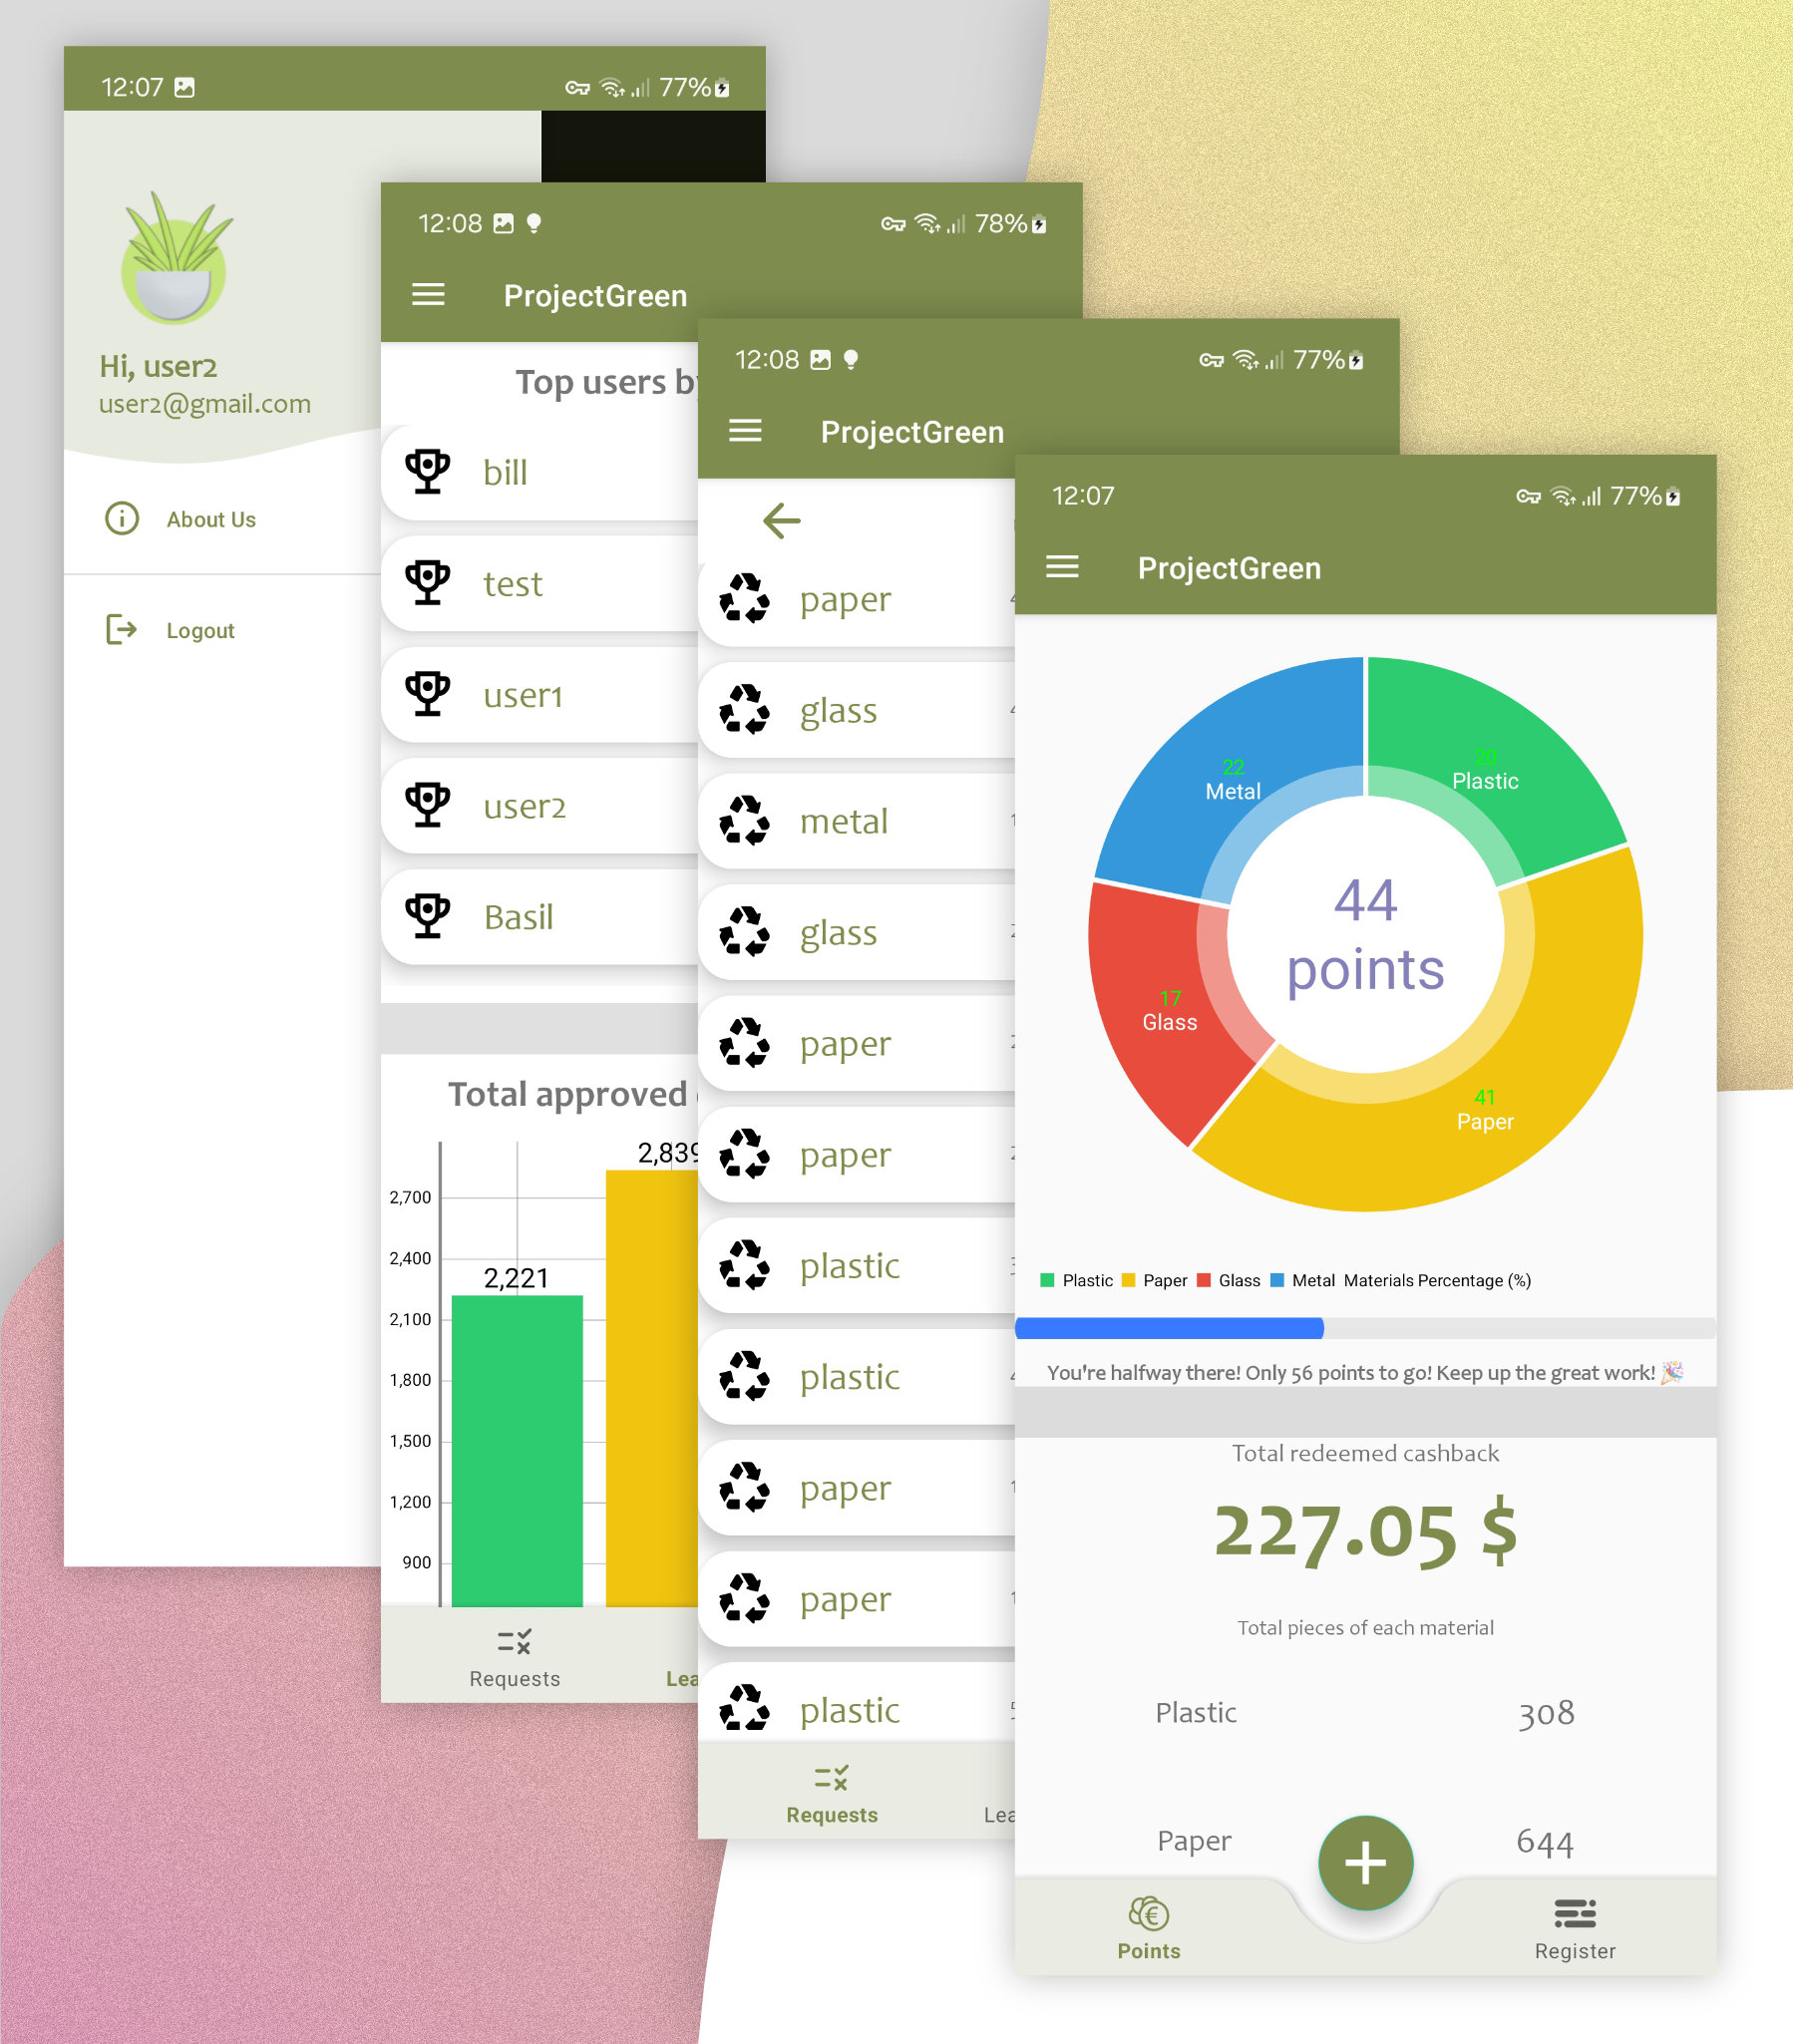 12:07
77%
Hi, user2
user2@gmail.com
About Us
Logout
12:08
78%
ProjectGreen
Top users
bill
test
user1
user2
Basil
Total approved
2,839
2,700
2,400
2,221
2,100
1,800
1,500
1,200
900
Requests
12:08
77%
ProjectGreen
paper
glass
metal
glass
paper
paper
plastic
plastic
paper
paper
plastic
Requests
12:07
77%
ProjectGreen
22
Metal
20
Plastic
44
points
17
Glass
41
Paper
Plastic Paper Glass Metal Materials Percentage (%)
You're halfway there! Only 56 points to go! Keep up the great work! 🎉
Total redeemed cashback
227.05 $
Total pieces of each material
Plastic 308
Paper 644
+
Points
Register